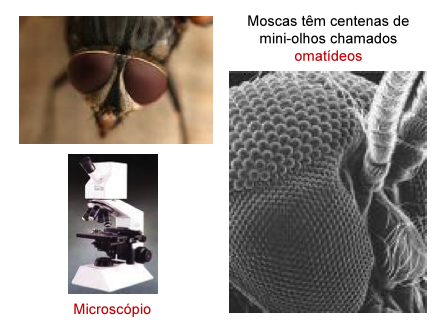 Moscas têm centenas de
mini-olhos chamados
omatídeos
Microscópio